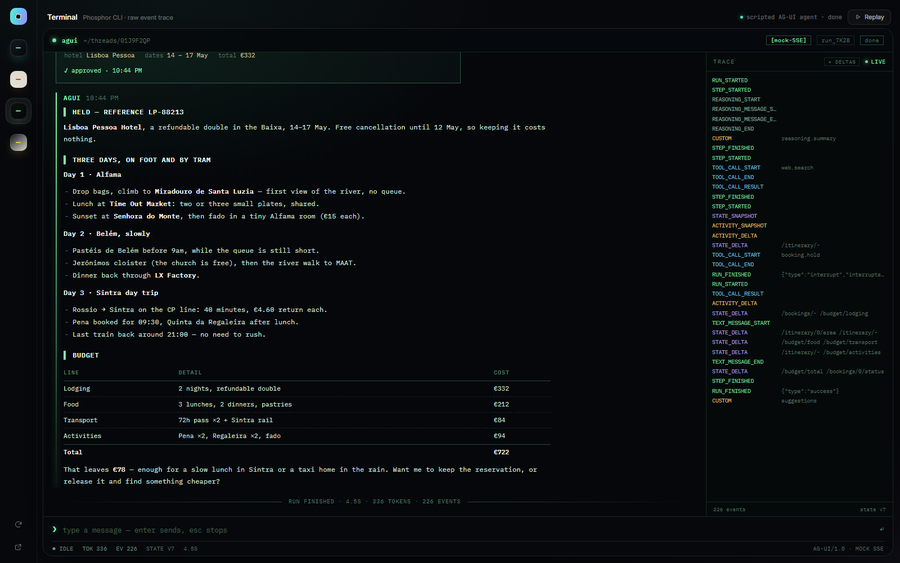 Terminal Phosphor CLI · raw event trace
scripted AG-UI agent · done
Replay
agui ~/threads/01J9F2QP
[mock-SSE] run_7K2B done
hotel Lisboa Pessoa dates 14 – 17 May total €332
✓ approved · 10:44 PM
AGUI 10:44 PM
HELD — REFERENCE LP-88213
Lisboa Pessoa Hotel, a refundable double in the Baixa, 14–17 May. Free cancellation until 12 May, so keeping it costs
nothing.
THREE DAYS, ON FOOT AND BY TRAM
Day 1 · Alfama
- Drop bags, climb to Miradouro de Santa Luzia — first view of the river, no queue.
- Lunch at Time Out Market: two or three small plates, shared.
- Sunset at Senhora do Monte, then fado in a tiny Alfama room (€15 each).
Day 2 · Belém, slowly
- Pastéis de Belém before 9am, while the queue is still short.
- Jerónimos cloister (the church is free), then the river walk to MAAT.
- Dinner back through LX Factory.
Day 3 · Sintra day trip
- Rossio → Sintra on the CP line: 40 minutes, €4.60 return each.
- Pena booked for 09:30, Quinta da Regaleira after lunch.
- Last train back around 21:00 — no need to rush.
BUDGET
LINE DETAIL COST
Lodging 2 nights, refundable double €332
Food 3 lunches, 2 dinners, pastries €212
Transport 72h pass ×2 + Sintra rail €84
Activities Pena ×2, Regaleira ×2, fado €94
Total €722
That leaves €78 — enough for a slow lunch in Sintra or a taxi home in the rain. Want me to keep the reservation, or
release it and find something cheaper?
RUN FINISHED · 4.5S · 336 TOKENS · 226 EVENTS
❯ type a message — enter sends, esc stops
IDLE TOK 336 EV 226 STATE V7 4.5S
AG-UI/1.0 · MOCK SSE
TRACE DELTAS LIVE
RUN_STARTED
STEP_STARTED
REASONING_START
REASONING_MESSAGE_S…
REASONING_MESSAGE_E…
REASONING_END
CUSTOM reasoning.summary
STEP_FINISHED
STEP_STARTED
TOOL_CALL_START web.search
TOOL_CALL_END
TOOL_CALL_RESULT
STEP_FINISHED
STEP_STARTED
STATE_SNAPSHOT
ACTIVITY_SNAPSHOT
ACTIVITY_DELTA
STATE_DELTA /itinerary/-
TOOL_CALL_START booking.hold
TOOL_CALL_END
RUN_FINISHED {"type":"interrupt","interrupts…
RUN_STARTED
TOOL_CALL_RESULT
ACTIVITY_DELTA
STATE_DELTA /bookings/- /budget/lodging
TEXT_MESSAGE_START
STATE_DELTA /itinerary/0/area /itinerary/-
STATE_DELTA /budget/food /budget/transport
STATE_DELTA /itinerary/- /budget/activities
TEXT_MESSAGE_END
STATE_DELTA /budget/total /bookings/0/status
STEP_FINISHED
RUN_FINISHED {"type":"success"}
CUSTOM suggestions
226 events state v7